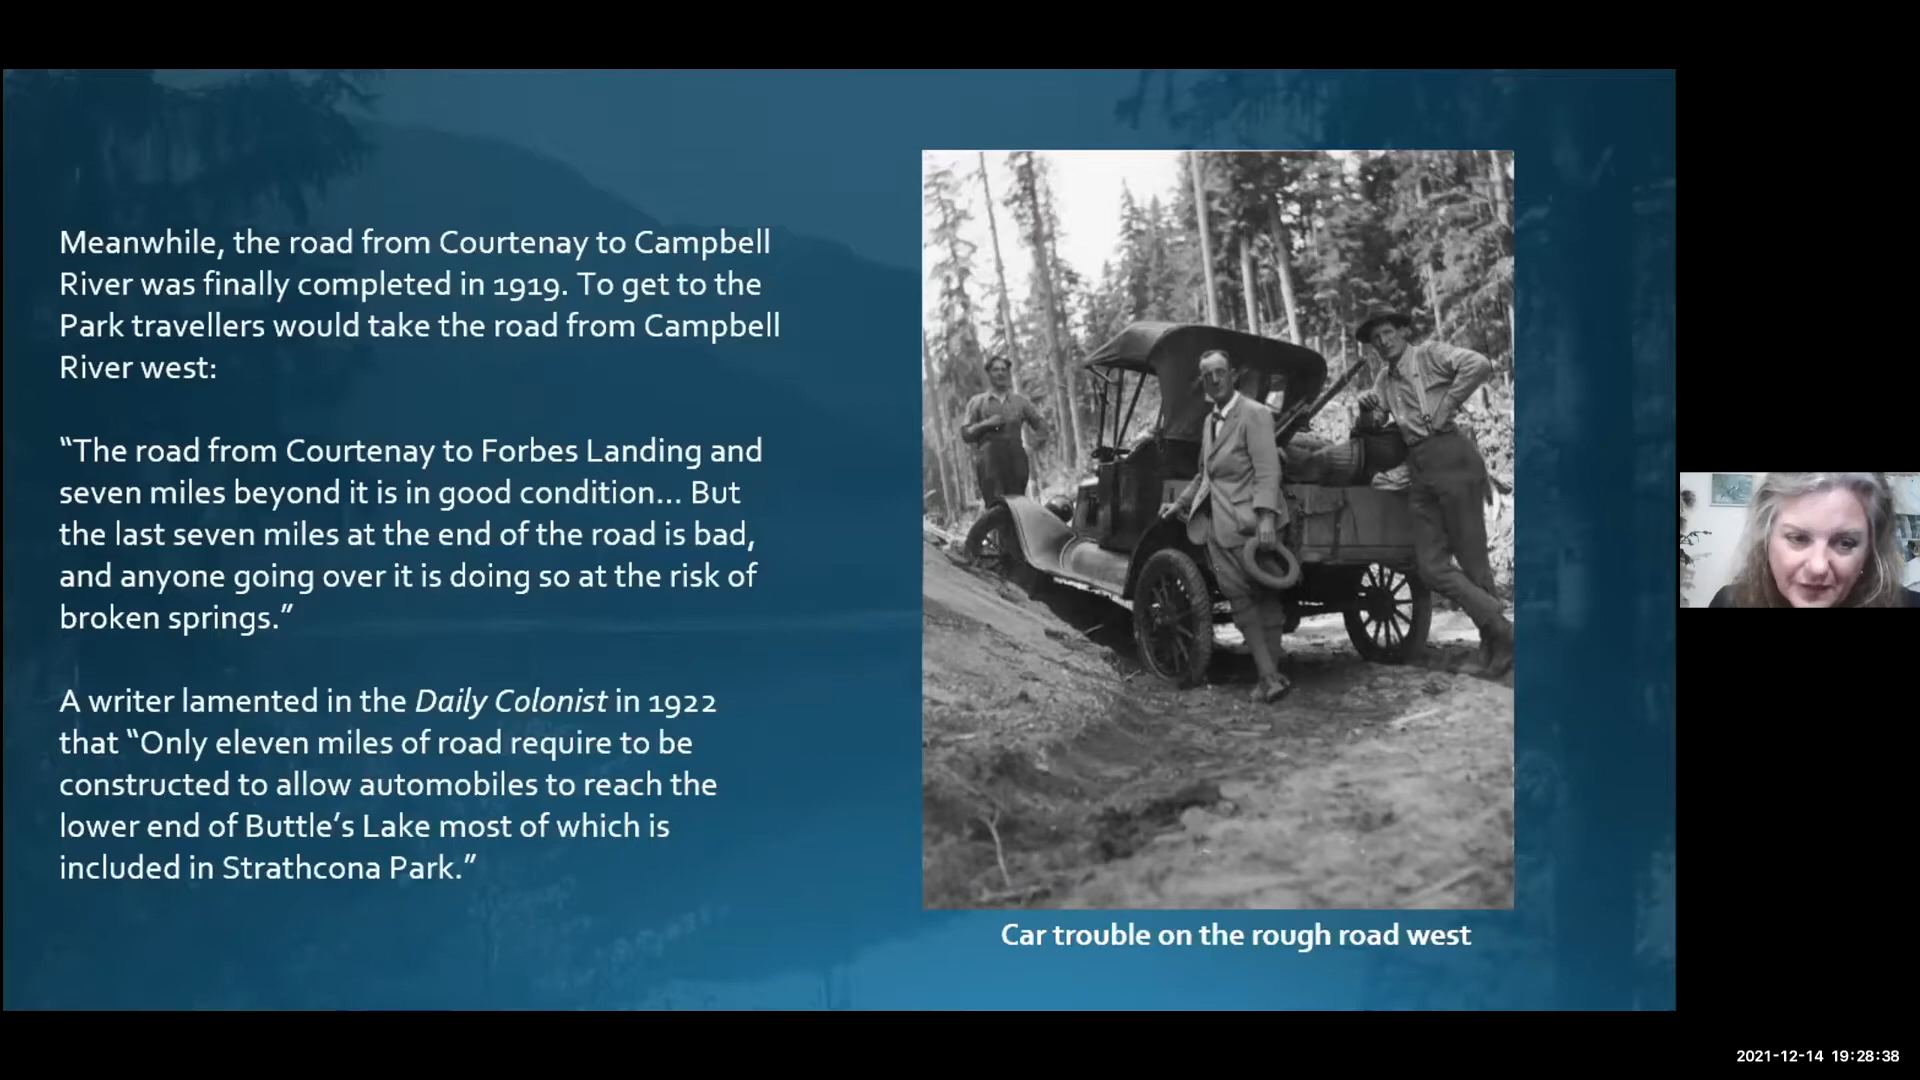 Meanwhile, the road from Courtenay to Campbell
River was finally completed in 1919. To get to the
Park travellers would take the road from Campbell
River west:
“The road from Courtenay to Forbes Landing and
seven miles beyond it is in good condition... But
the last seven miles at the end of the road is bad,
and anyone going over it is doing so at the risk of
broken springs.”
A writer lamented in the Daily Colonist in 1922
that “Only eleven miles of road require to be
constructed to allow automobiles to reach the
lower end of Buttle’s Lake most of which is
included in Strathcona Park.”
Car trouble on the rough road west
2021-12-14 19:28:38